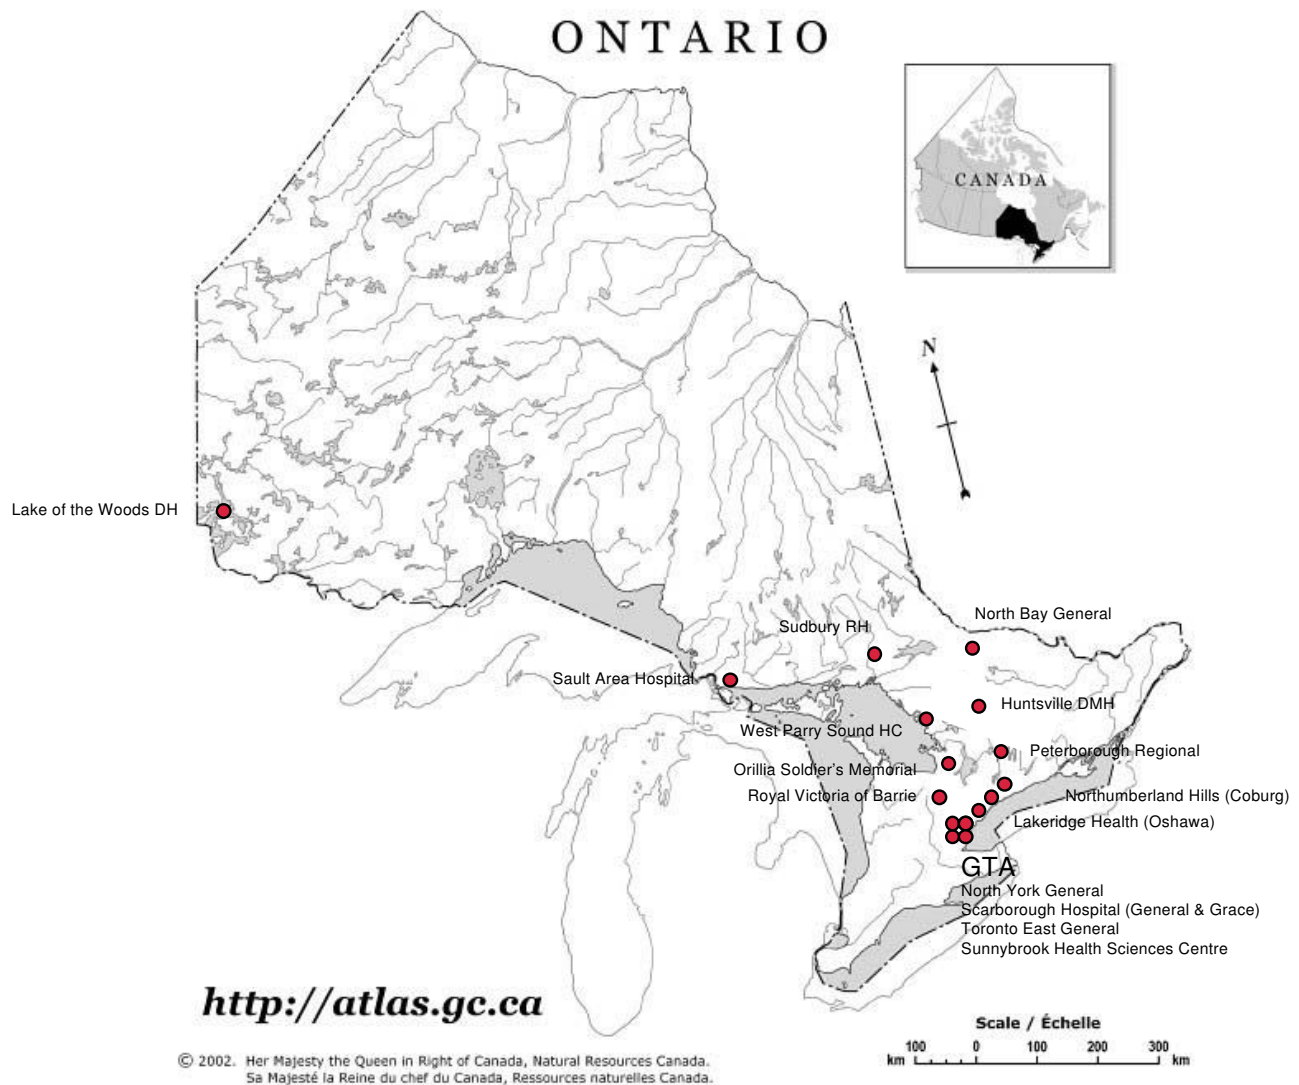 ONTARIO
CANADA
N
Lake of the Woods DH
North Bay General
Sudbury RH
Sault Area Hospital
Huntsville DMH
West Parry Sound HC
Peterborough Regional
Orillia Soldier's Memorial
Royal Victoria of Barrie
Northumberland Hills (Coburg)
Lakeridge Health (Oshawa)
GTA
North York General
Scarborough Hospital (General & Grace)
Toronto East General
Sunnybrook Health Sciences Centre
http://atlas.gc.ca
Scale / Échelle
100 0 100 200 300
km km
© 2002. Her Majesty the Queen in Right of Canada, Natural Resources Canada.
Sa Majesté la Reine du chef du Canada, Ressources naturelles Canada.